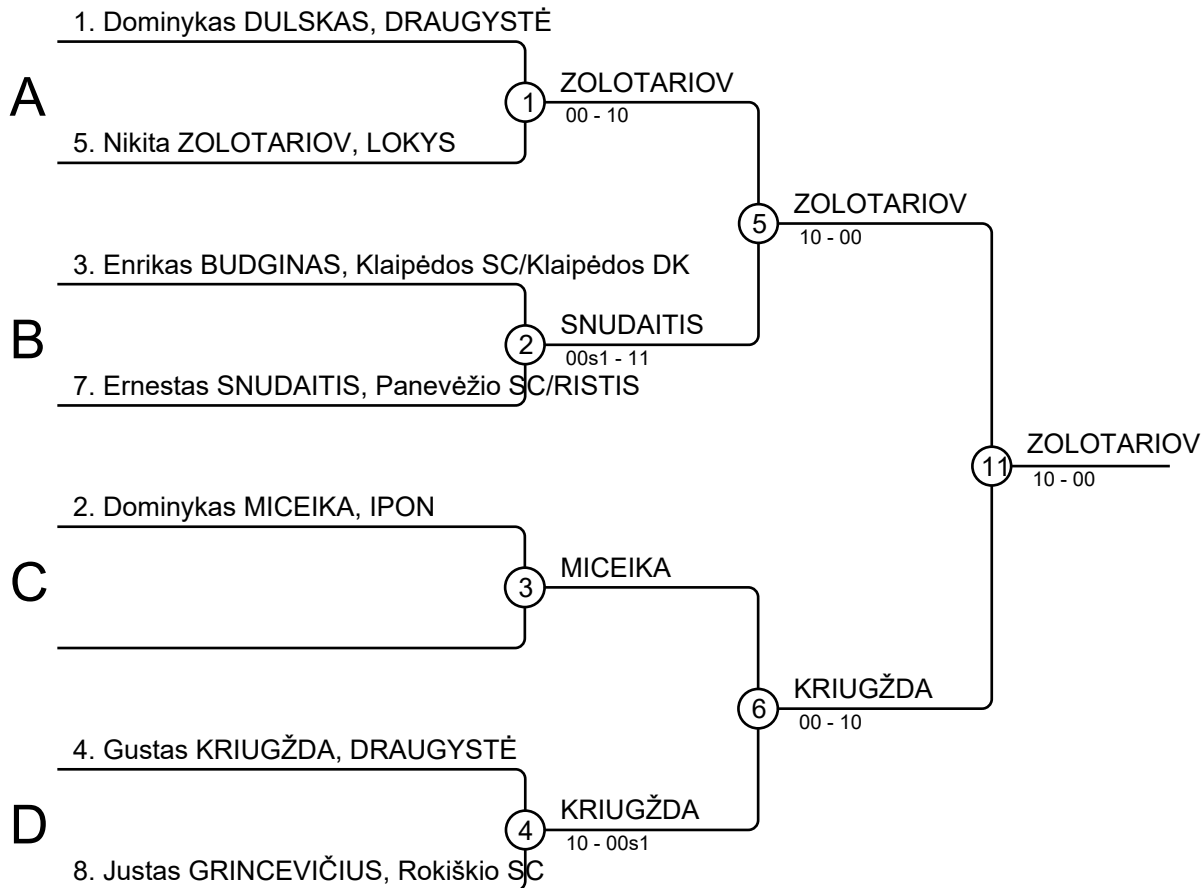 1. Dominykas DULSKAS, DRAUGYSTĖ
A
1
ZOLOTARIOV
00 - 10
5. Nikita ZOLOTARIOV, LOKYS
5
ZOLOTARIOV
10 - 00
3. Enrikas BUDGINAS, Klaipėdos SC/Klaipėdos DK
B
2
SNUDAITIS
00s1 - 11
7. Ernestas SNUDAITIS, Panevėžio SC/RISTIS
11
ZOLOTARIOV
10 - 00
2. Dominykas MICEIKA, IPON
C
3
MICEIKA
6
KRIUGŽDA
00 - 10
4. Gustas KRIUGŽDA, DRAUGYSTĖ
D
4
KRIUGŽDA
10 - 00s1
8. Justas GRINCEVIČIUS, Rokiškio SC